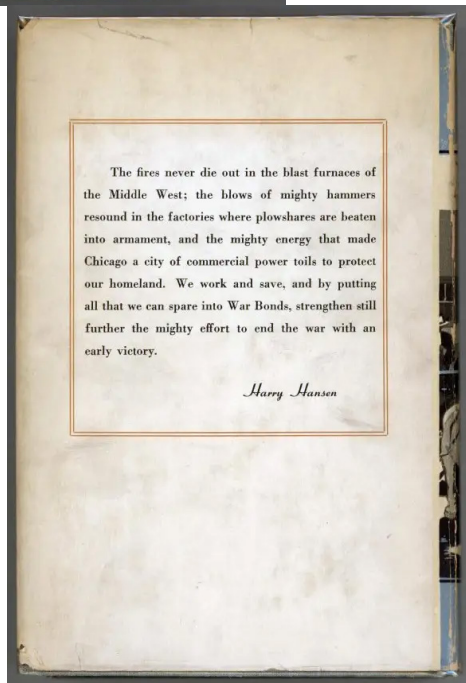 The fires never die out in the blast furnaces of
the Middle West; the blows of mighty hammers
resound in the factories where plowshares are beaten
into armament, and the mighty energy that made
Chicago a city of commercial power toils to protect
our homeland. We work and save, and by putting
all that we can spare into War Bonds, strengthen still
further the mighty effort to end the war with an
early victory.
Harry Hansen